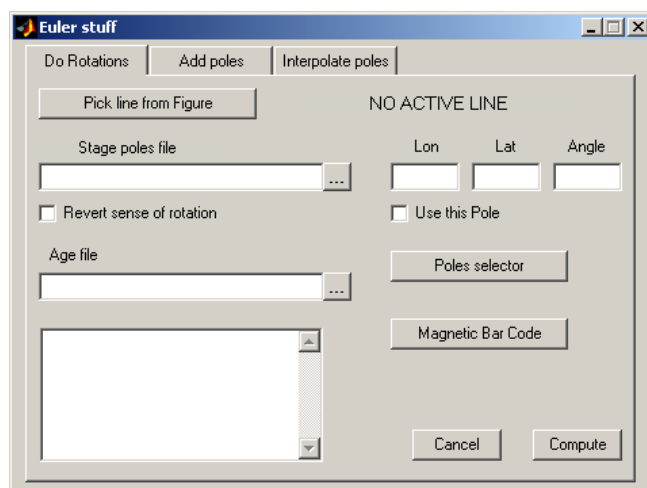 Euler stuff
Do Rotations
Add poles
Interpolate poles
Pick line from Figure
NO ACTIVE LINE
Stage poles file
Lon
Lat
Angle
...
Revert sense of rotation
Use this Pole
Age file
Poles selector
...
Magnetic Bar Code
Cancel
Compute